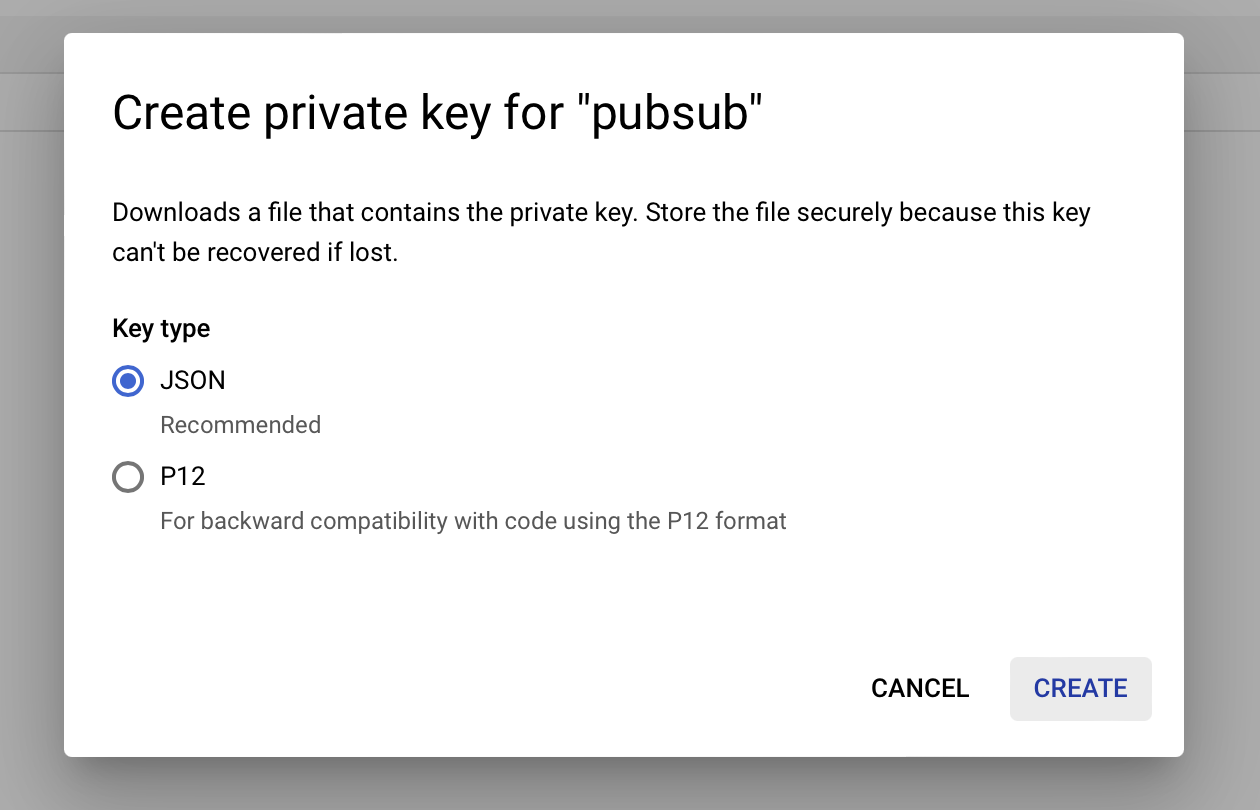 Create private key for "pubsub"
Downloads a file that contains the private key. Store the file securely because this key
can't be recovered if lost.
Key type
JSON
Recommended
P12
For backward compatibility with code using the P12 format
CANCEL CREATE